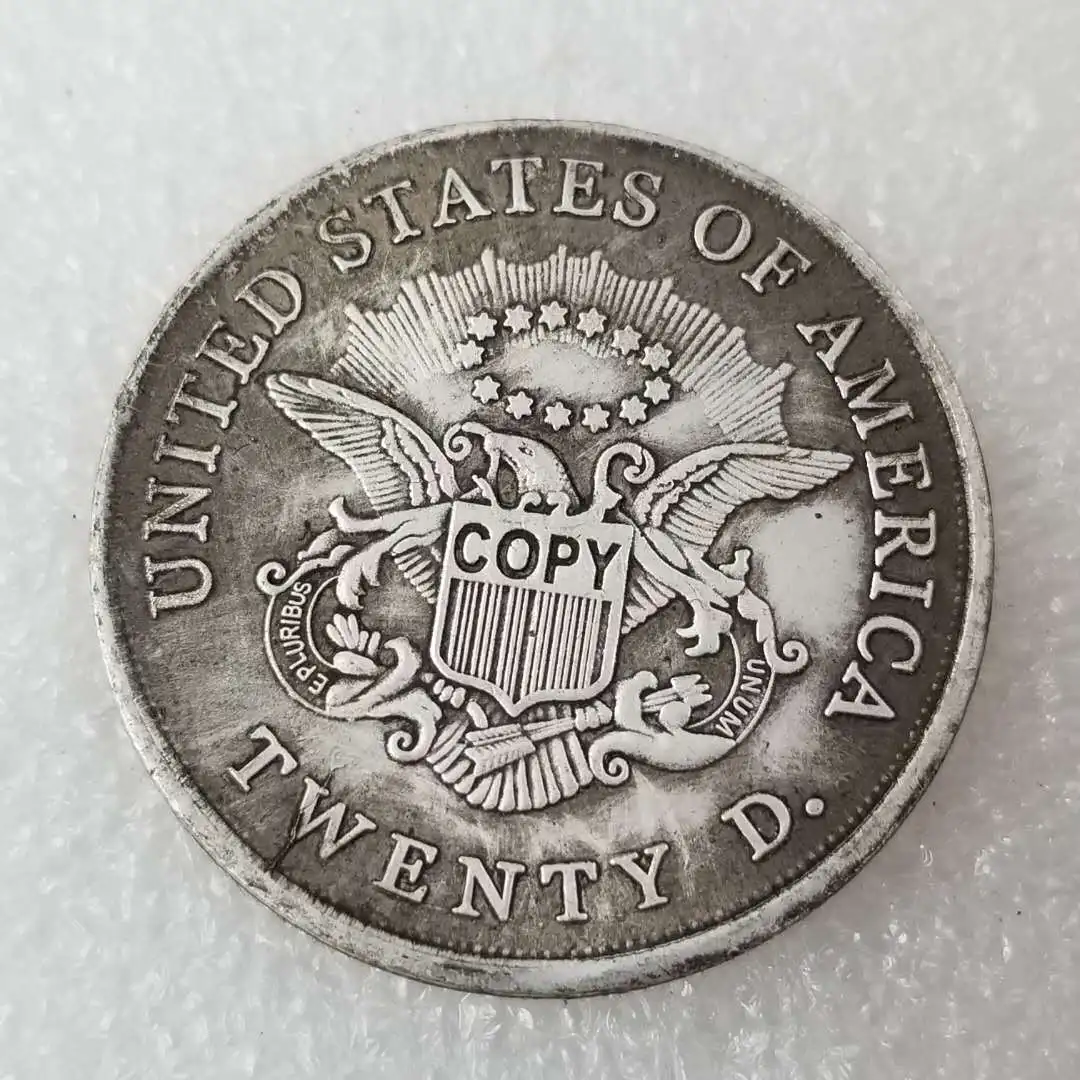 UNITED STATES OF AMERICA
COPY
E PLURIBUS
UNUM
TWENTY D.